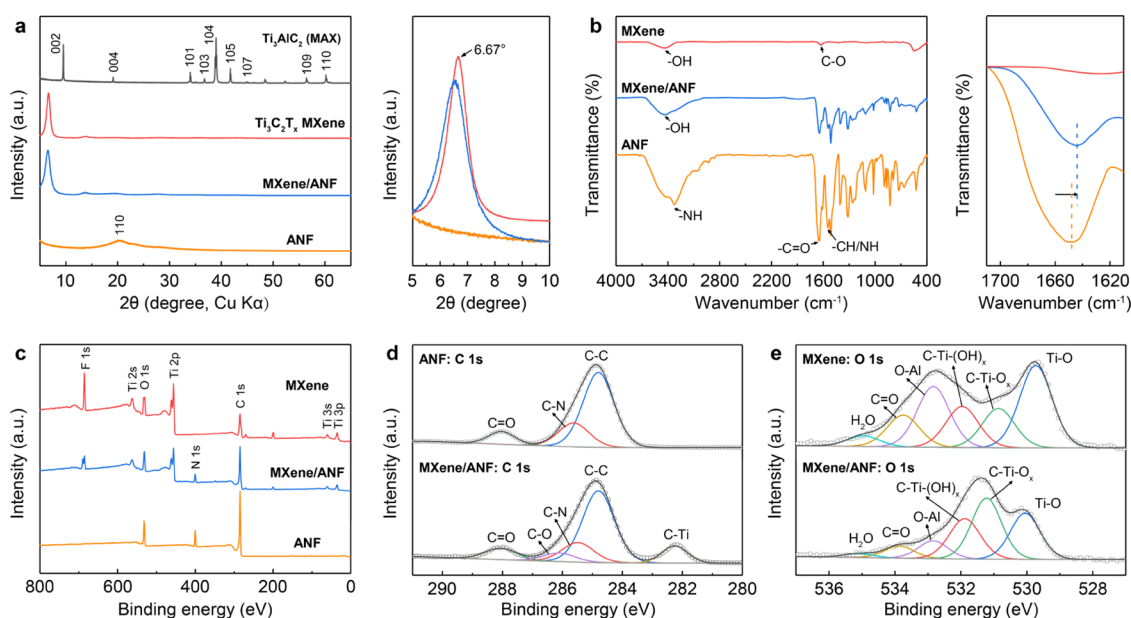 a
Ti3AlC2 (MAX)
002
004
101
103
104
105
107
109
110
Ti3C2Tx MXene
MXene/ANF
110
ANF
Intensity (a.u.)
10 20 30 40 50 60
2θ (degree, Cu Kα)
6.67°
Intensity (a.u.)
5 6 7 8 9 10
2θ (degree)
b
MXene
-OH
C-O
MXene/ANF
-OH
ANF
-NH
-C=O
-CH/NH
Transmittance (%)
4000 3400 2800 2200 1600 1000 400
Wavenumber (cm-1)
Transmittance (%)
1700 1660 1620
Wavenumber (cm-1)
c
F 1s
Ti 2s
O 1s
Ti 2p
C 1s
Ti 3s
Ti 3p
MXene
N 1s
MXene/ANF
ANF
Intensity (a.u.)
800 600 400 200 0
Binding energy (eV)
d
ANF: C 1s
C-C
C-N
C=O
MXene/ANF: C 1s
C-C
C-N
C-O
C=O
C-Ti
Intensity (a.u.)
290 288 286 284 282 280
Binding energy (eV)
e
MXene: O 1s
C-Ti-(OH)x
Ti-O
O-Al
C-Ti-Ox
C=O
H2O
MXene/ANF: O 1s
C-Ti-Ox
C-Ti-(OH)x
Ti-O
O-Al
C=O
H2O
Intensity (a.u.)
536 534 532 530 528
Binding energy (eV)